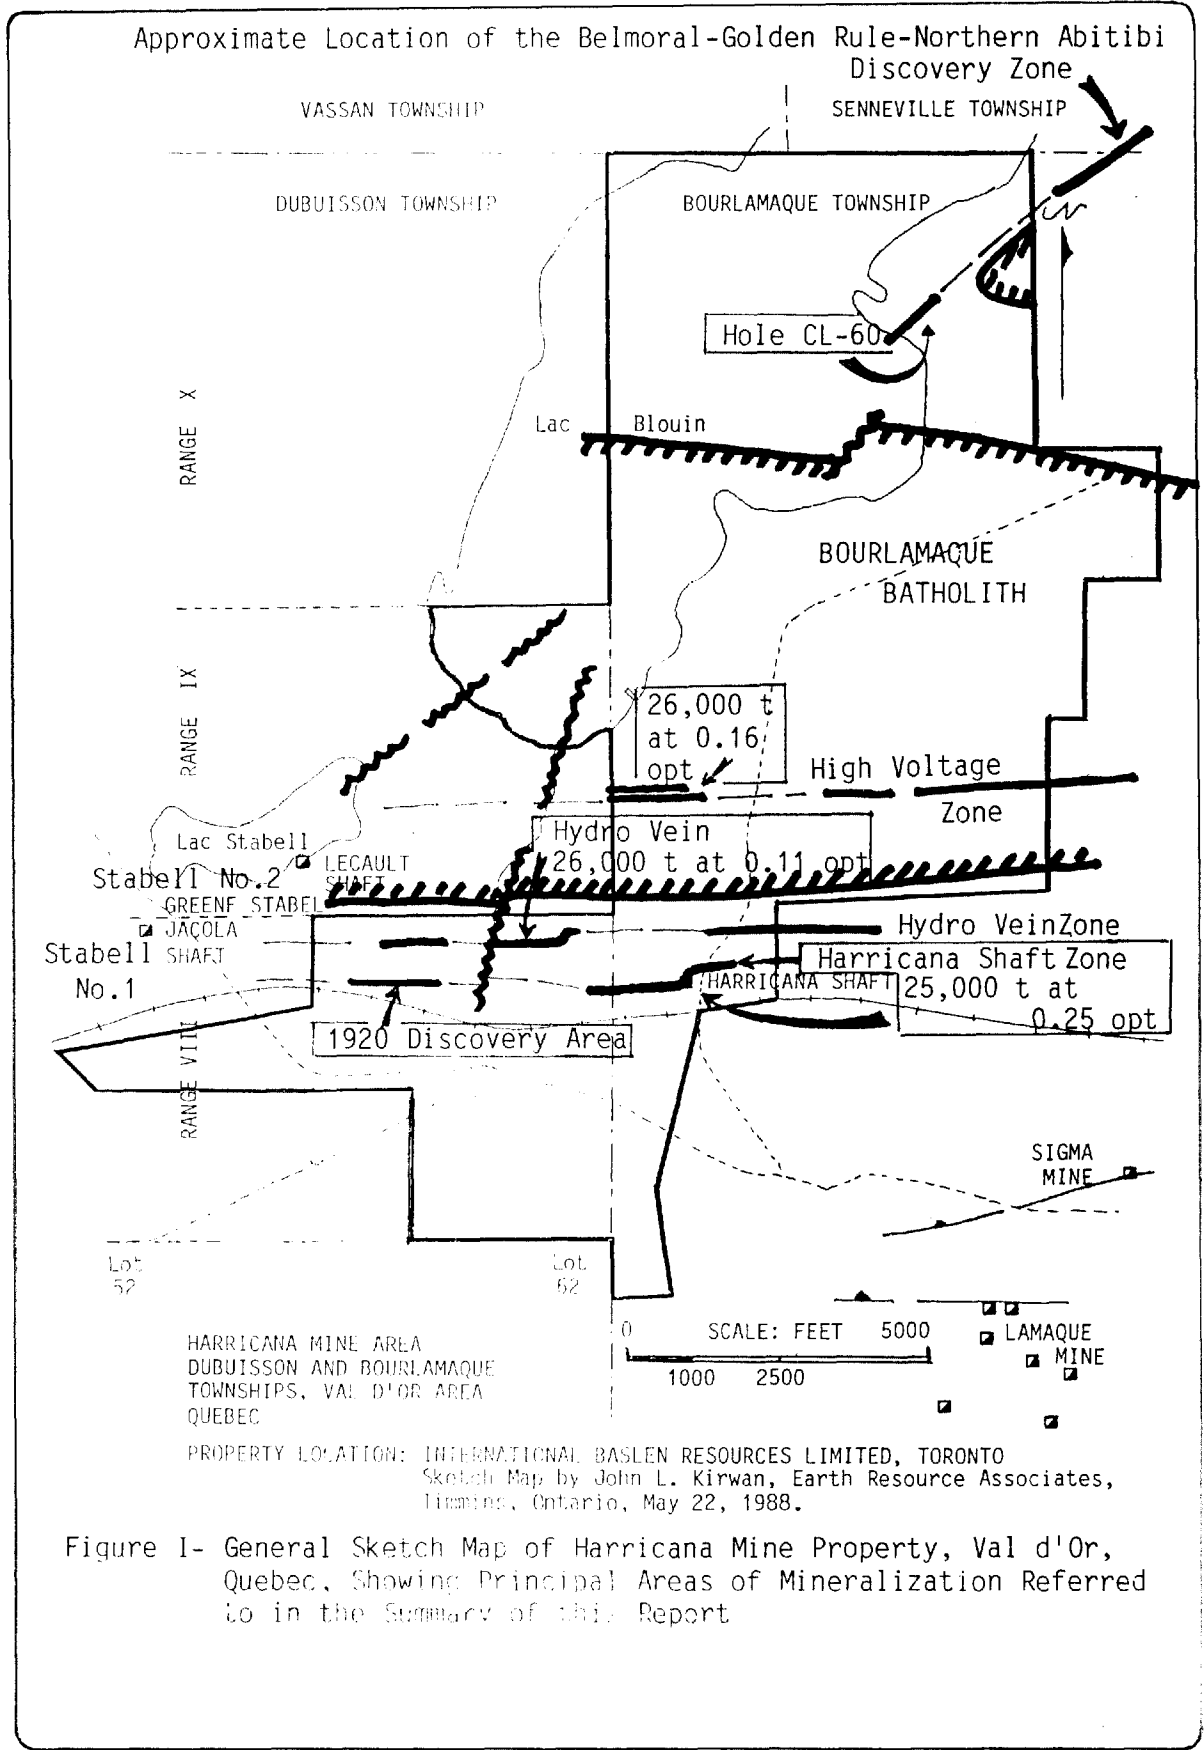 Approximate Location of the Belmoral-Golden Rule-Northern Abitibi
Discovery Zone
VASSAN TOWNSHIP
SENNEVILLE TOWNSHIP
DUBUISSON TOWNSHIP
BOURLAMAQUE TOWNSHIP
N
Hole CL-60
RANGE X
Lac Blouin
BOURLAMAQUE
BATHOLITH
RANGE IX
26,000 t
at 0.16
opt
High Voltage
Zone
Hydro Vein
26,000 t at 0.11 opt
Lac Stabell
LECAULT
SHAFT
Stabell No.2
GREENF STABEL
JACOLA
SHAFT
Stabell
No.1
Hydro Vein Zone
Harricana Shaft Zone
HARRICANA SHAFT
25,000 t at
0.25 opt
1920 Discovery Area
RANGE VIII
SIGMA
MINE
Lot
52
Lot
62
0 SCALE: FEET 5000
1000 2500
LAMAQUE
MINE
HARRICANA MINE AREA
DUBUISSON AND BOURLAMAQUE
TOWNSHIPS, VAL D'OR AREA
QUEBEC
PROPERTY LOCATION: INTERNATIONAL BASLEN RESOURCES LIMITED, TORONTO
Sketch Map by John L. Kirwan, Earth Resource Associates,
Timmins, Ontario, May 22, 1988.
Figure I- General Sketch Map of Harricana Mine Property, Val d'Or,
Quebec, Showing Principal Areas of Mineralization Referred
to in the Summary of this Report